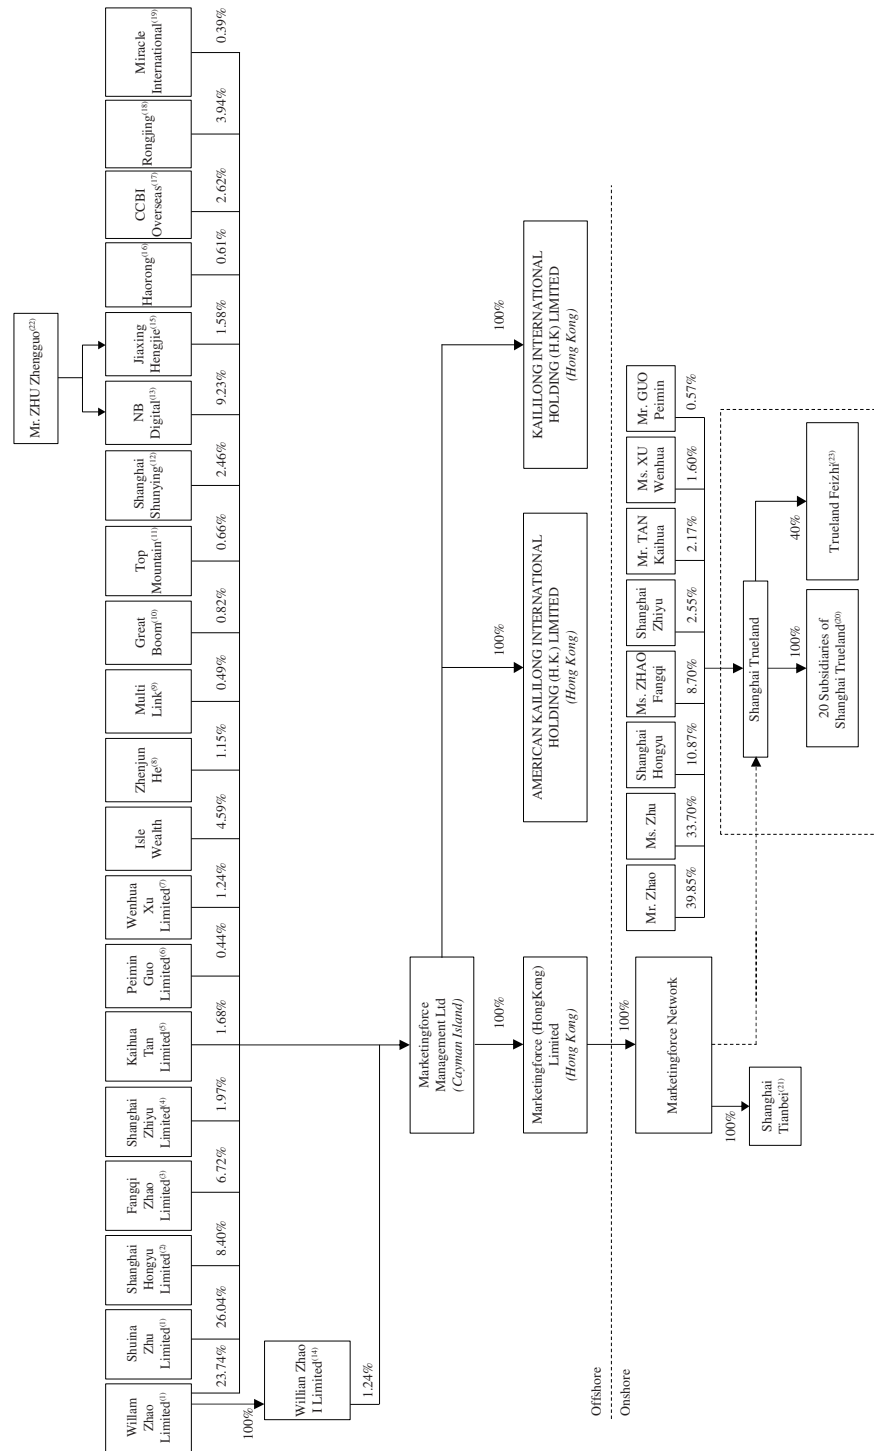 Mr. ZHU Zhengguo(22)
Willam
Zhao
Limited(1)
Shuina
Zhu
Limited(1)
Shanghai
Hongyu
Limited(2)
Fangqi
Zhao
Limited(3)
Shanghai
Zhiyu
Limited(4)
Kaihua
Tan
Limited(5)
Peimin
Guo
Limited(6)
Wenhua
Xu
Limited(7)
Isle
Wealth
Zhenjun
He(8)
Multi
Link(9)
Great
Boom(10)
Top
Mountain(11)
Shanghai
Shunying(12)
NB
Digital(13)
Jiaxing
Hengjie(15)
Haorong(16)
CCBI
Overseas(17)
Rongjing(18)
Miracle
International(19)
23.74%
26.04%
8.40%
6.72%
1.97%
1.68%
0.44%
1.24%
4.59%
1.15%
0.49%
0.82%
0.66%
2.46%
9.23%
1.58%
0.61%
2.62%
3.94%
0.39%
100%
Willian Zhao
I Limited(14)
1.24%
Marketingforce
Management Ltd
(Cayman Island)
100%
100%
100%
Marketingforce (HongKong)
Limited
(Hong Kong)
AMERICAN KAILILONG INTERNATIONAL
HOLDING (H.K.) LIMITED
(Hong Kong)
KAILILONG INTERNATIONAL
HOLDING (H.K) LIMITED
(Hong Kong)
Offshore
Onshore
100%
Marketingforce Network
Mr. Zhao
Ms. Zhu
Shanghai
Hongyu
Ms. ZHAO
Fangqi
Shanghai
Zhiyu
Mr. TAN
Kaihua
Ms. XU
Wenhua
Mr. GUO
Peimin
39.85%
33.70%
10.87%
8.70%
2.55%
2.17%
1.60%
0.57%
100%
Shanghai
Tianbei(21)
Shanghai Trueland
100%
40%
20 Subsidiaries of
Shanghai Trueland(20)
Trueland Feizhi(23)